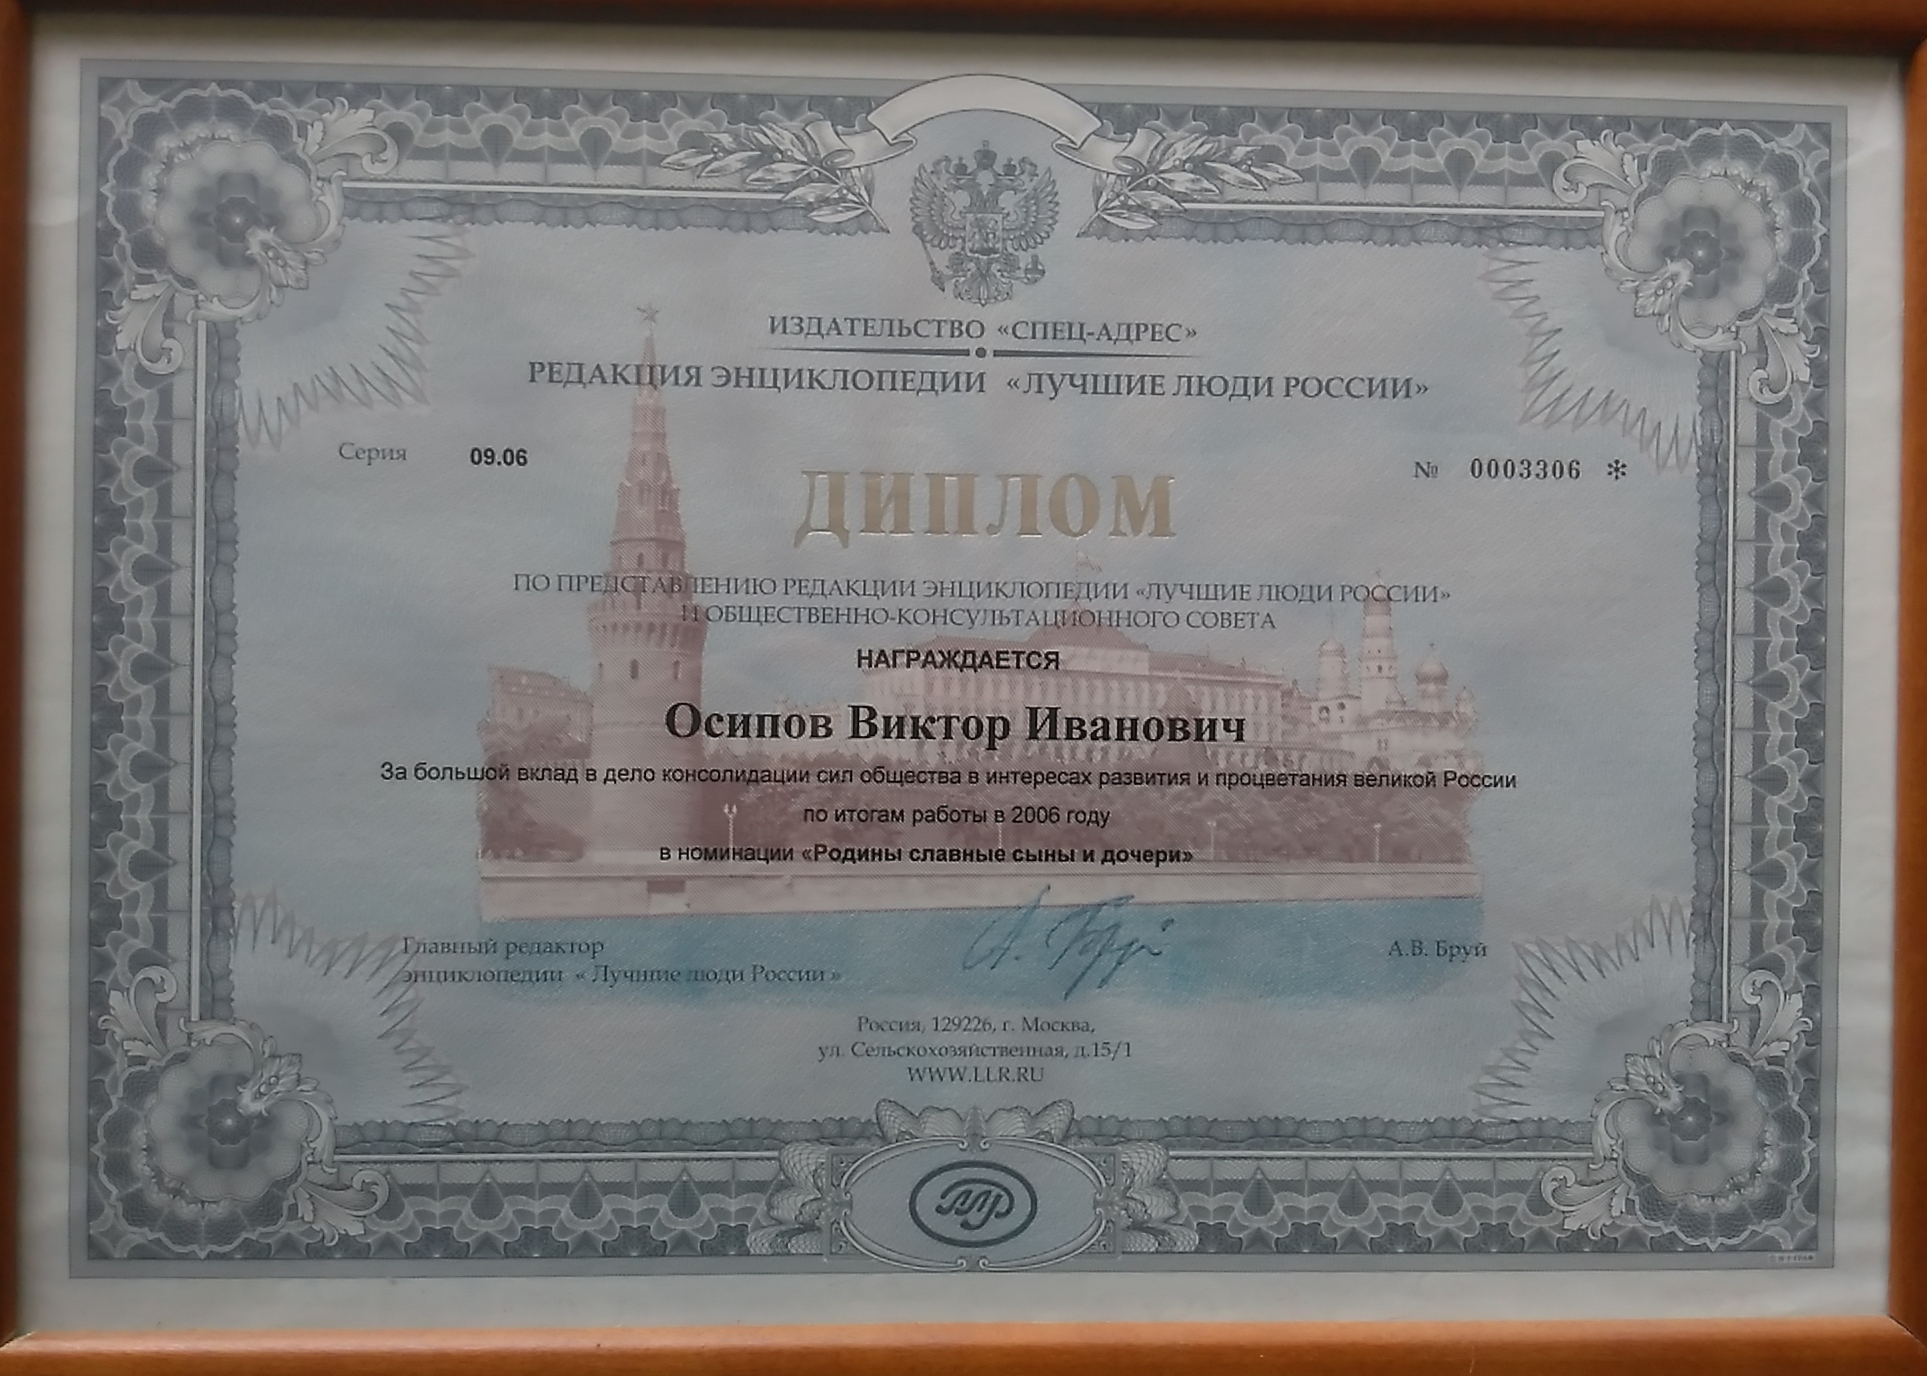 ИЗДАТЕЛЬСТВО «СПЕЦ-АДРЕС»
РЕДАКЦИЯ ЭНЦИКЛОПЕДИИ «ЛУЧШИЕ ЛЮДИ РОССИИ»
Серия 09.06 № 0003306 *
ДИПЛОМ
ПО ПРЕДСТАВЛЕНИЮ РЕДАКЦИИ ЭНЦИКЛОПЕДИИ «ЛУЧШИЕ ЛЮДИ РОССИИ»
И ОБЩЕСТВЕННО-КОНСУЛЬТАЦИОННОГО СОВЕТА
НАГРАЖДАЕТСЯ
Осипов Виктор Иванович
За большой вклад в дело консолидации сил общества в интересах развития и процветания великой России
по итогам работы в 2006 году
в номинации «Родины славные сыны и дочери»
Главный редактор
энциклопедии « Лучшие люди России »
А.В. Бруй
Россия, 129226, г. Москва,
ул. Сельскохозяйственная, д.15/1
WWW.LLR.RU
ЛЛР